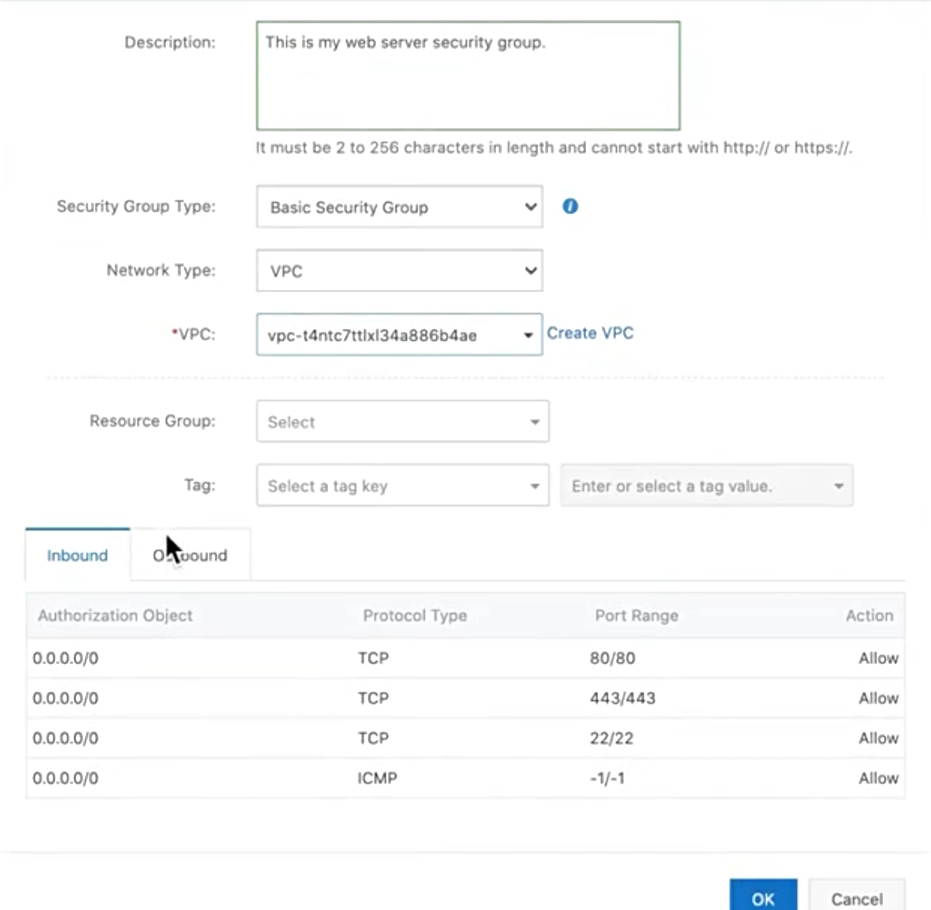 Description: This is my web server security group.
It must be 2 to 256 characters in length and cannot start with http:// or https://.
Security Group Type: Basic Security Group
Network Type: VPC
*VPC: vpc-t4ntc7ttlxl34a886b4ae Create VPC
Resource Group: Select
Tag: Select a tag key Enter or select a tag value.
Inbound
Authorization Object Protocol Type Port Range Action
0.0.0.0/0 TCP 80/80 Allow
0.0.0.0/0 TCP 443/443 Allow
0.0.0.0/0 TCP 22/22 Allow
0.0.0.0/0 ICMP -1/-1 Allow
OK Cancel